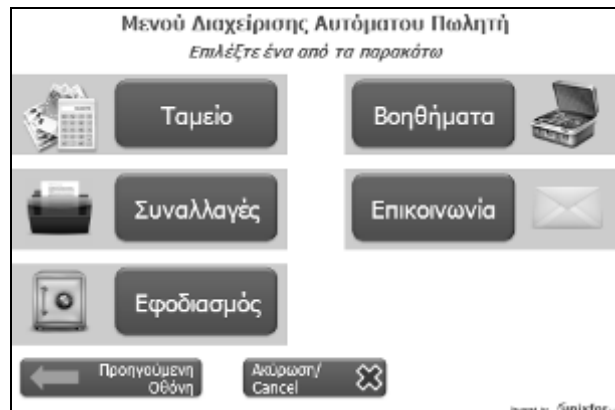 Μενού Διαχείρισης Αυτόματου Πωλητή
Επιλέξτε ένα από τα παρακάτω
Ταμείο
Βοηθήματα
Συναλλαγές
Επικοινωνία
Εφοδιασμός
Προηγούμενη
Οθόνη
Ακύρωση/
Cancel